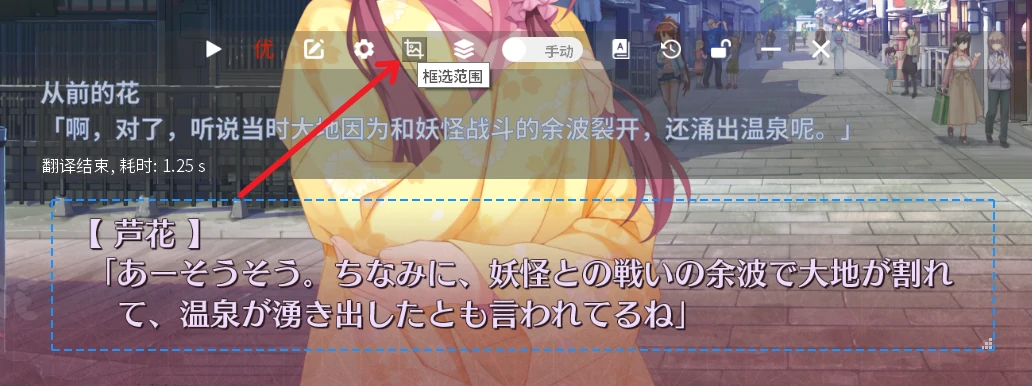 优
手动
框选范围
从前的花
「啊，对了，听说当时大地因为和妖怪战斗的余波裂开，还涌出温泉呢。」
翻译结束, 耗时: 1.25 s
【 芦花 】
「あーそうそう。ちなみに、妖怪との戦いの余波で大地が割れ
て、温泉が湧き出したとも言われてるね」